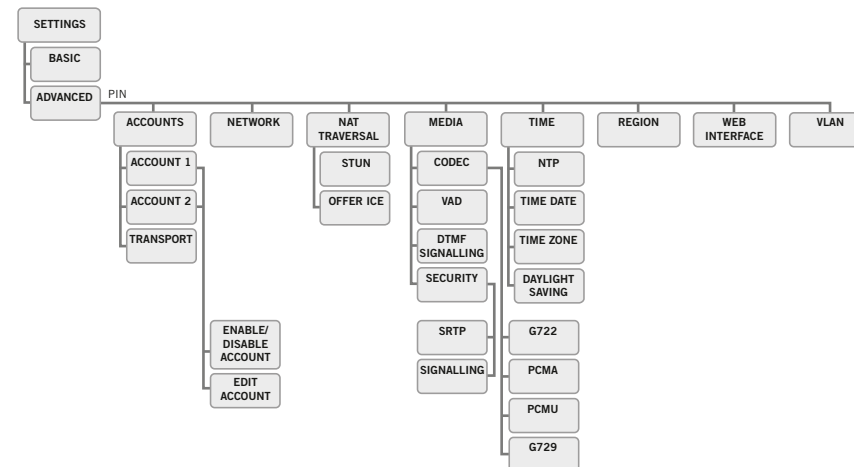 SETTINGS
BASIC
ADVANCED
PIN
ACCOUNTS
NETWORK
NAT
TRAVERSAL
MEDIA
TIME
REGION
WEB
INTERFACE
VLAN
ACCOUNT 1
STUN
CODEC
NTP
ACCOUNT 2
OFFER ICE
VAD
TIME DATE
TRANSPORT
DTMF
SIGNALLING
TIME ZONE
SECURITY
DAYLIGHT
SAVING
ENABLE/
DISABLE
ACCOUNT
SRTP
G722
EDIT
ACCOUNT
SIGNALLING
PCMA
PCMU
G729